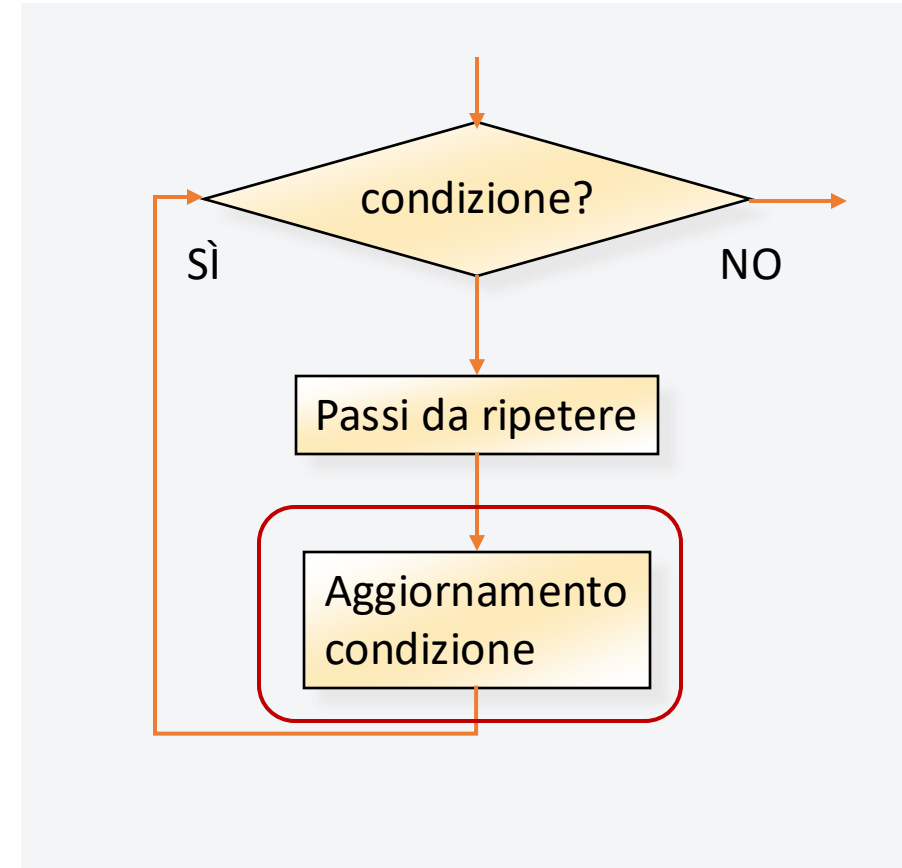 condizione?
SÌ
NO
Passi da ripetere
Aggiornamento
condizione